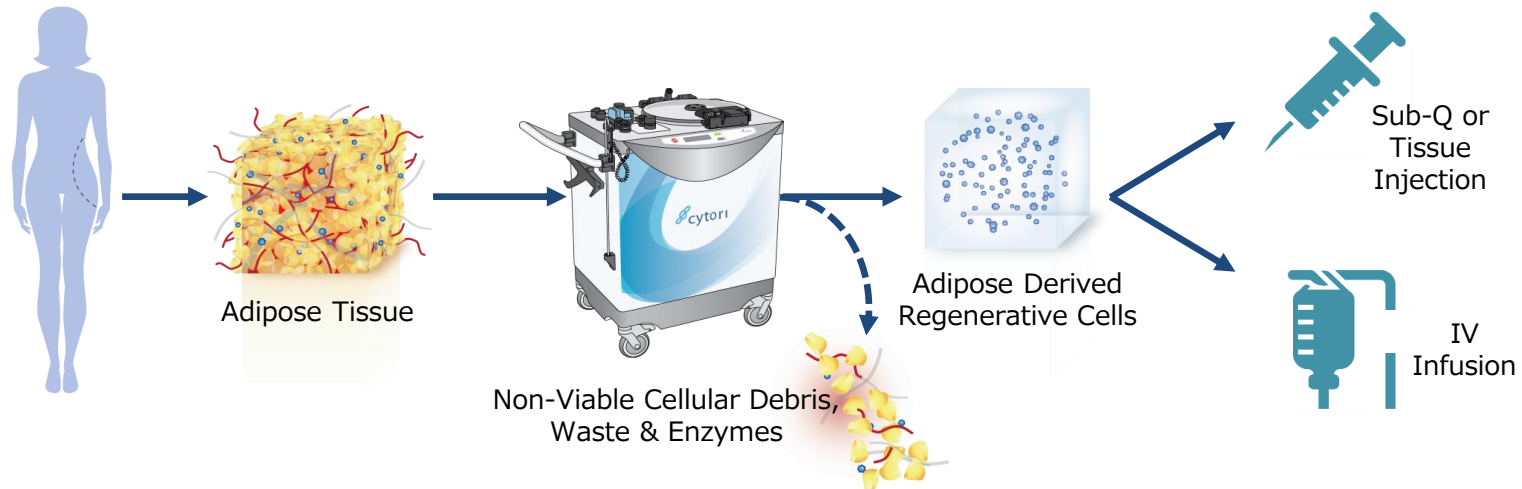 Adipose Tissue
cytori
Non-Viable Cellular Debris,
Waste & Enzymes
Adipose Derived
Regenerative Cells
Sub-Q or
Tissue
Injection
IV
Infusion